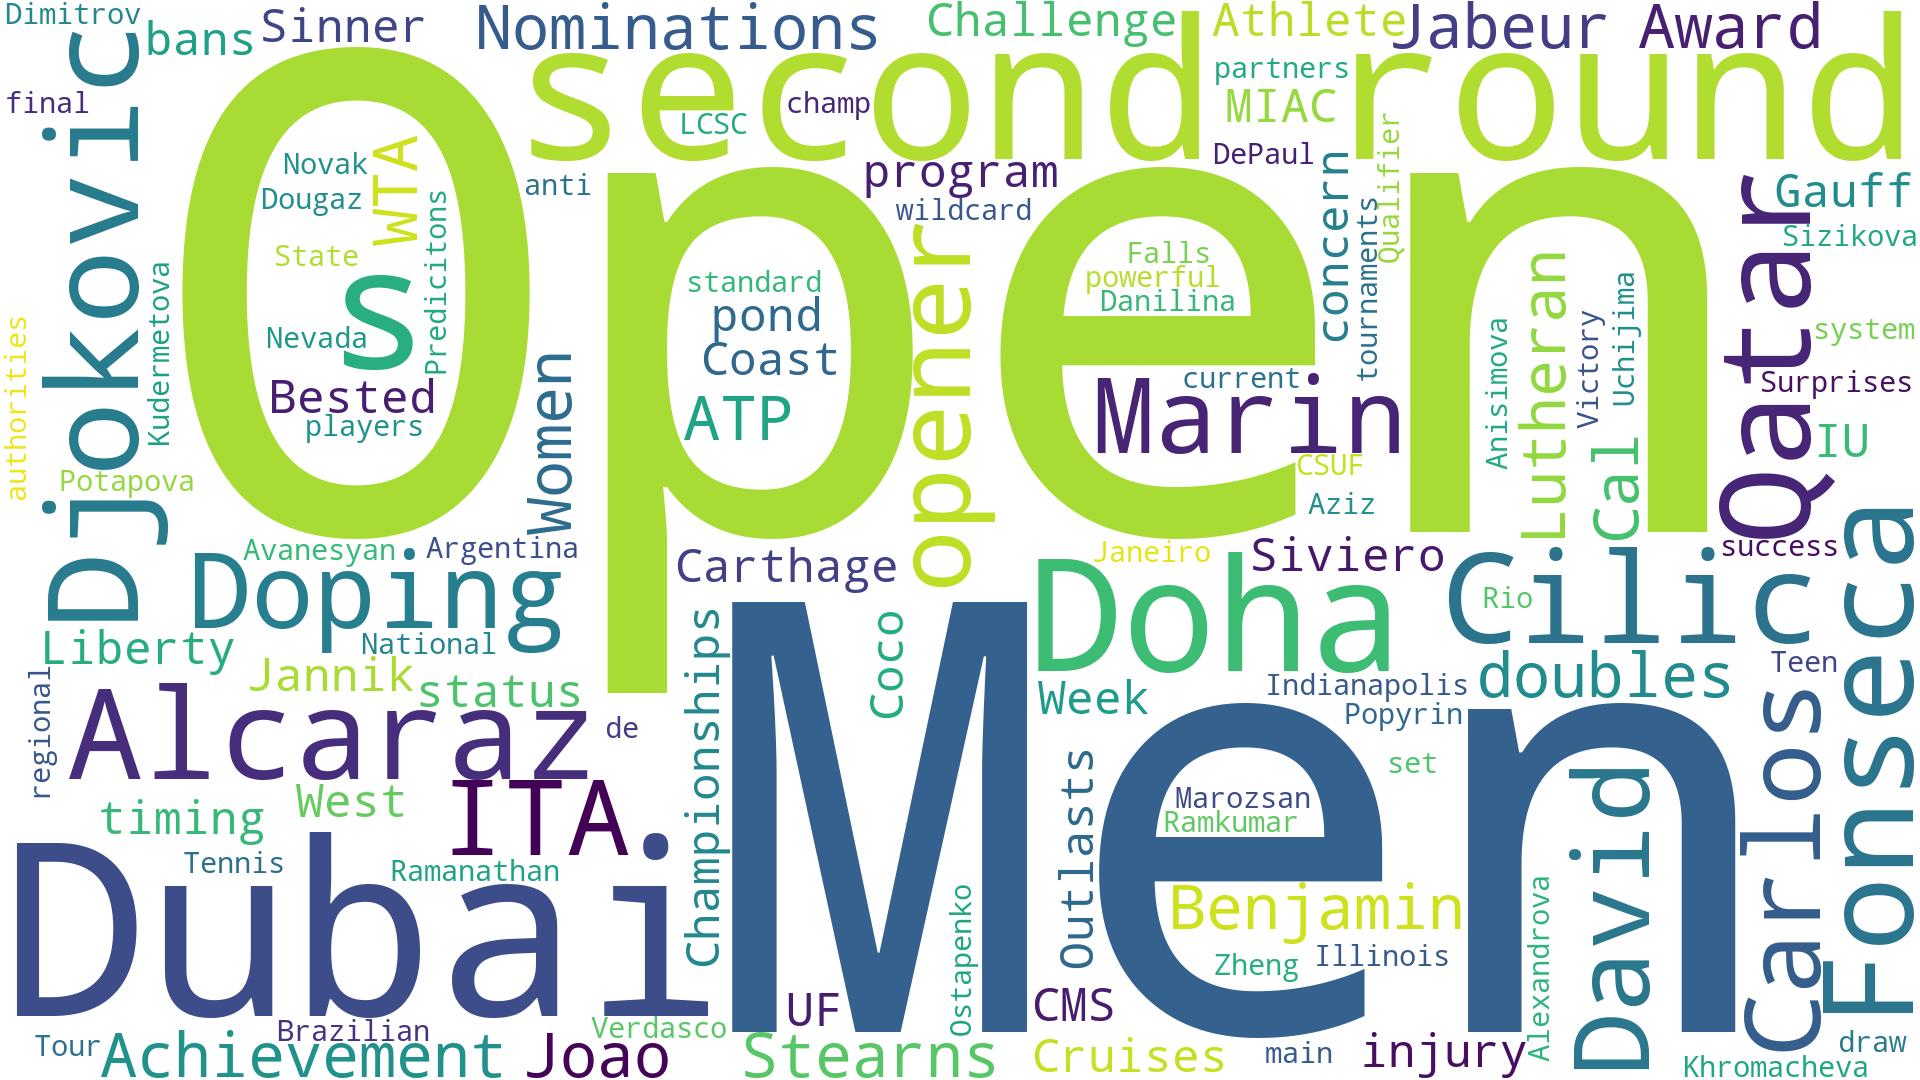 Dimitrov
bans
Sinner
Nominations
Challenge
Athlete
Jabeur
Award
final
Djokovic
Open
second round
partners
MIAC
LCSC
champ
DePaul
Novak
WTA
Dougaz
anti
program
wildcard
concern
Qualifier
tournaments
Qatar
Gauff
Sizikova
State
s
Predicitons
Kudermetova
opener
standard
pond
Coast
ATP
Falls
powerful
Danilina
Lutheran
Victory
Uchijima
Anisimova
system
authorities
Nevada
Bested
players
Women
current
Marin
Surprises
Cal
IU
Potapova
CSUF
Aziz
Avanesyan
Argentina
Carthage
Janeiro
Siviero
success
Fonseca
Doping
Doha
Cilic
Rio
Liberty
National
Championships
Men
Coco
regional
Jannik
status
Week
Indianapolis
Popyrin
doubles
Teen
Alcaraz
de
Carlos
timing
West
ITA
Outlasts
set
David
Marozsan
Ramkumar
Dubai
Tennis
Ramanathan
Ostapenko
Benjamin
Alexandrova
Zheng
Illinois
UF
CMS
Tour
Achievement
Brazilian
Joao
Verdasco
Stearns
Cruises
main
injury
draw
Khromacheva